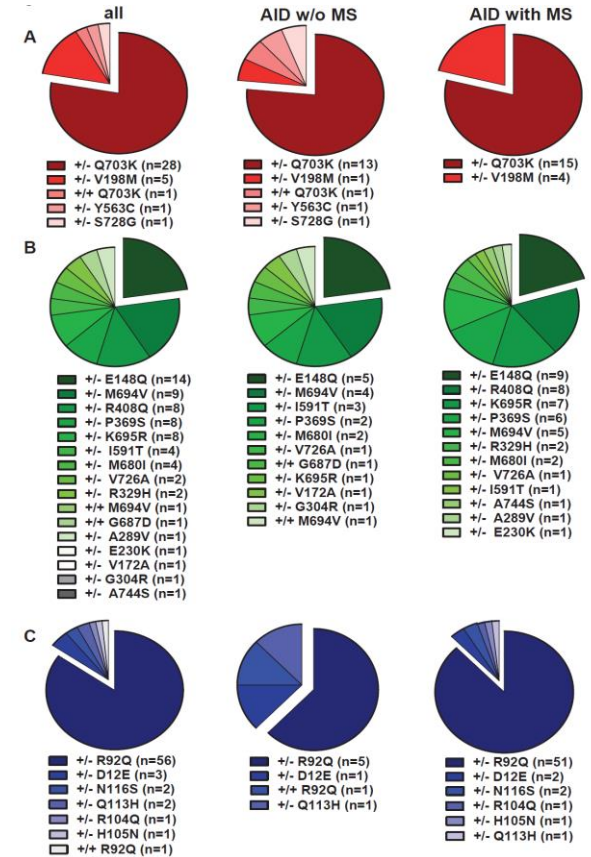 all
AID w/o MS
AID with MS
A
+/- Q703K (n=28)
+/- V198M (n=5)
+/+ Q703K (n=1)
+/- Y563C (n=1)
+/- S728G (n=1)
+/- Q703K (n=13)
+/- V198M (n=1)
+/+ Q703K (n=1)
+/- Y563C (n=1)
+/- S728G (n=1)
+/- Q703K (n=15)
+/- V198M (n=4)
B
+/- E148Q (n=14)
+/- M694V (n=9)
+/- R408Q (n=8)
+/- P369S (n=8)
+/- K695R (n=8)
+/- I591T (n=4)
+/- M680I (n=4)
+/- V726A (n=2)
+/- R329H (n=2)
+/+ M694V (n=1)
+/+ G687D (n=1)
+/- A289V (n=1)
+/- E230K (n=1)
+/- V172A (n=1)
+/- G304R (n=1)
+/- A744S (n=1)
+/- E148Q (n=5)
+/- M694V (n=4)
+/- I591T (n=3)
+/- P369S (n=2)
+/- M680I (n=2)
+/- V726A (n=1)
+/+ G687D (n=1)
+/- K695R (n=1)
+/- V172A (n=1)
+/- G304R (n=1)
+/+ M694V (n=1)
+/- E148Q (n=9)
+/- R408Q (n=8)
+/- K695R (n=7)
+/- P369S (n=6)
+/- M694V (n=5)
+/- R329H (n=2)
+/- M680I (n=2)
+/- V726A (n=1)
+/- I591T (n=1)
+/- A744S (n=1)
+/- A289V (n=1)
+/- E230K (n=1)
C
+/- R92Q (n=56)
+/- D12E (n=3)
+/- N116S (n=2)
+/- Q113H (n=2)
+/- R104Q (n=1)
+/- H105N (n=1)
+/+ R92Q (n=1)
+/- R92Q (n=5)
+/- D12E (n=1)
+/+ R92Q (n=1)
+/- Q113H (n=1)
+/- R92Q (n=51)
+/- D12E (n=2)
+/- N116S (n=2)
+/- R104Q (n=1)
+/- H105N (n=1)
+/- Q113H (n=1)